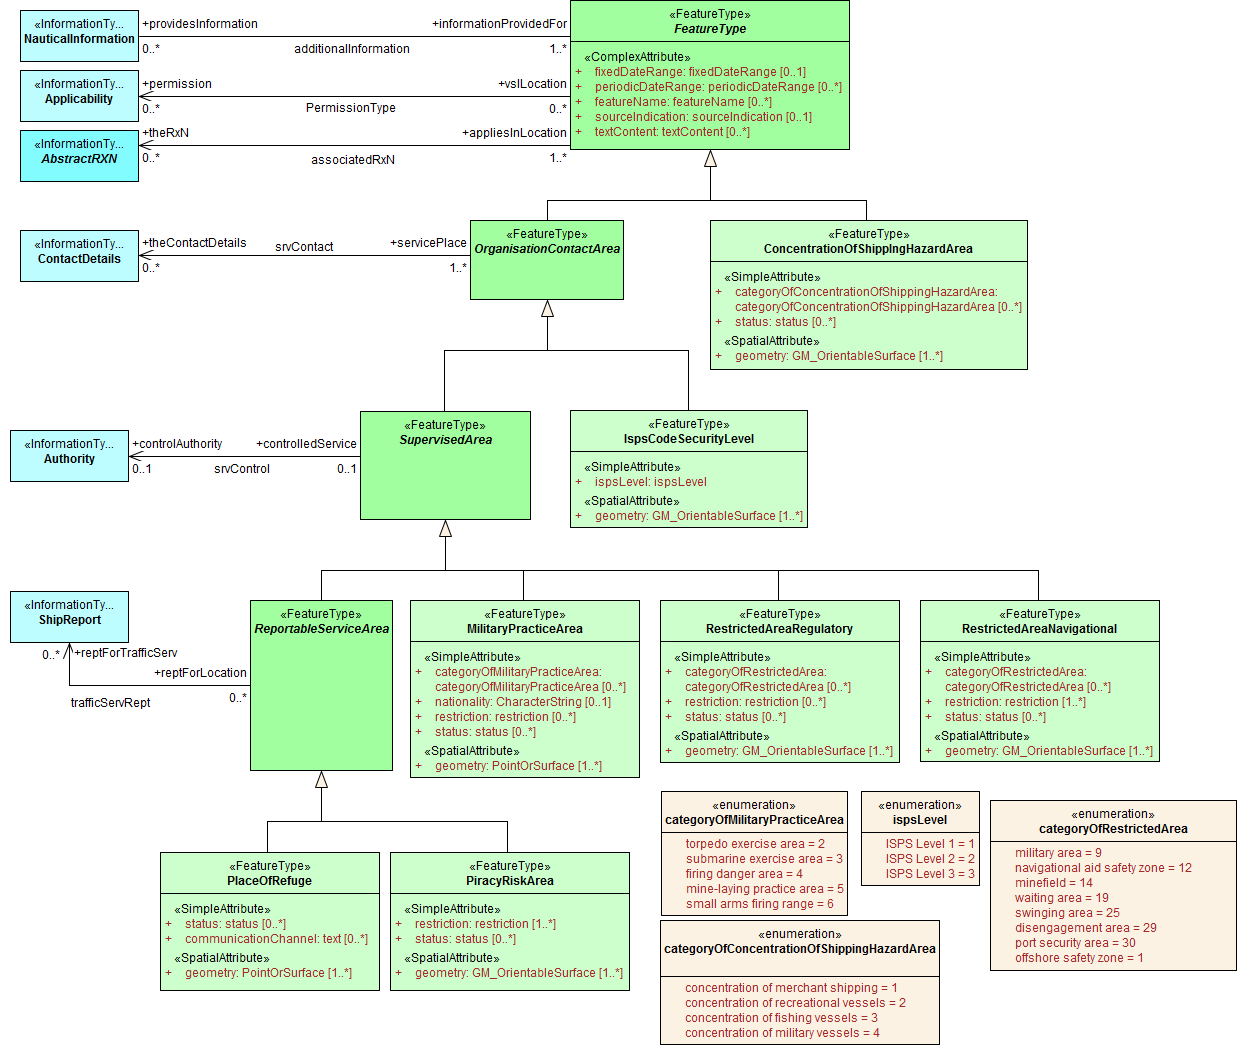 «InformationTy...
NauticalInformation
+providesInformation
+informationProvidedFor
0..*
additionalInformation
1..*
«FeatureType»
FeatureType
«ComplexAttribute»
+ fixedDateRange: fixedDateRange [0..1]
+ periodicDateRange: periodicDateRange [0..*]
+ featureName: featureName [0..*]
+ sourceIndication: sourceIndication [0..1]
+ textContent: textContent [0..*]
«InformationTy...
Applicability
+permission
+vslLocation
0..*
PermissionType
0..*
«InformationTy...
AbstractRXN
+theRxN
+appliesInLocation
0..*
associatedRxN
1..*
«InformationTy...
ContactDetails
+theContactDetails
srvContact
+servicePlace
0..*
1..*
«FeatureType»
OrganisationContactArea
«FeatureType»
ConcentrationOfShippingHazardArea
«SimpleAttribute»
+ categoryOfConcentrationOfShippingHazardArea:
categoryOfConcentrationOfShippingHazardArea [0..*]
+ status: status [0..*]
«SpatialAttribute»
+ geometry: GM_OrientableSurface [1..*]
«InformationTy...
Authority
+controlAuthority
+controlledService
0..1
srvControl
0..1
«FeatureType»
SupervisedArea
«FeatureType»
IspsCodeSecurityLevel
«SimpleAttribute»
+ ispsLevel: ispsLevel
«SpatialAttribute»
+ geometry: GM_OrientableSurface [1..*]
«InformationTy...
ShipReport
0..*
+reptForTrafficServ
+reptForLocation
trafficServRept
0..*
«FeatureType»
ReportableServiceArea
«FeatureType»
MilitaryPracticeArea
«SimpleAttribute»
+ categoryOfMilitaryPracticeArea:
categoryOfMilitaryPracticeArea [0..*]
+ nationality: CharacterString [0..1]
+ restriction: restriction [0..*]
+ status: status [0..*]
«SpatialAttribute»
+ geometry: PointOrSurface [1..*]
«FeatureType»
RestrictedAreaRegulatory
«SimpleAttribute»
+ categoryOfRestrictedArea:
categoryOfRestrictedArea [0..*]
+ restriction: restriction [0..*]
+ status: status [0..*]
«SpatialAttribute»
+ geometry: GM_OrientableSurface [1..*]
«FeatureType»
RestrictedAreaNavigational
«SimpleAttribute»
+ categoryOfRestrictedArea:
categoryOfRestrictedArea [0..*]
+ restriction: restriction [1..*]
+ status: status [0..*]
«SpatialAttribute»
+ geometry: GM_OrientableSurface [1..*]
«FeatureType»
PlaceOfRefuge
«SimpleAttribute»
+ status: status [0..*]
+ communicationChannel: text [0..*]
«SpatialAttribute»
+ geometry: PointOrSurface [1..*]
«FeatureType»
PiracyRiskArea
«SimpleAttribute»
+ restriction: restriction [1..*]
+ status: status [0..*]
«SpatialAttribute»
+ geometry: GM_OrientableSurface [1..*]
«enumeration»
categoryOfMilitaryPracticeArea
torpedo exercise area = 2
submarine exercise area = 3
firing danger area = 4
mine-laying practice area = 5
small arms firing range = 6
«enumeration»
ispsLevel
ISPS Level 1 = 1
ISPS Level 2 = 2
ISPS Level 3 = 3
«enumeration»
categoryOfRestrictedArea
military area = 9
navigational aid safety zone = 12
minefield = 14
waiting area = 19
swinging area = 25
disengagement area = 29
port security area = 30
offshore safety zone = 1
«enumeration»
categoryOfConcentrationOfShippingHazardArea
concentration of merchant shipping = 1
concentration of recreational vessels = 2
concentration of fishing vessels = 3
concentration of military vessels = 4